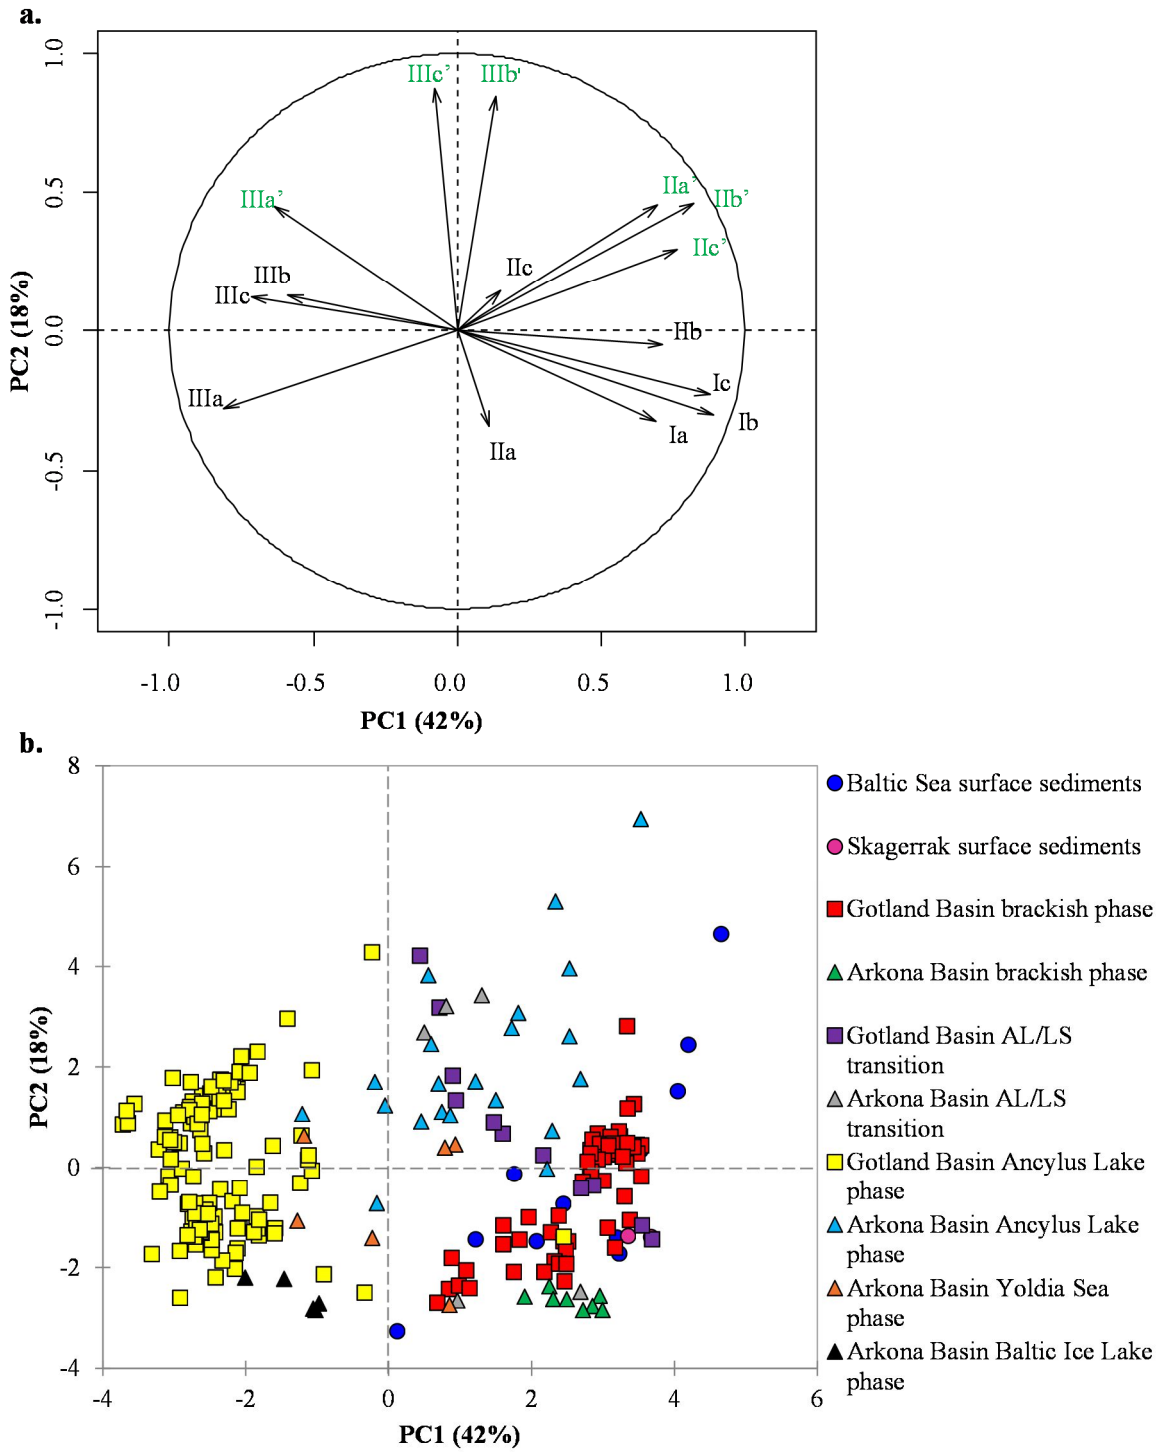 a.
1.0
0.5
0.0
-0.5
-1.0
PC2 (18%)
IIIc’
IIIb'
IIIa’
IIa’
IIb’
IIc’
IIc
IIIb
IIIc
Hb
IIIa
Ic
Ib
Ia
IIa
-1.0
-0.5
0.0
0.5
1.0
PC1 (42%)
b.
8
6
4
2
0
-2
-4
PC2 (18%)
-4
-2
0
2
4
6
PC1 (42%)
Baltic Sea surface sediments
Skagerrak surface sediments
Gotland Basin brackish phase
Arkona Basin brackish phase
Gotland Basin AL/LS
transition
Arkona Basin AL/LS
transition
Gotland Basin Ancylus Lake
phase
Arkona Basin Ancylus Lake
phase
Arkona Basin Yoldia Sea
phase
Arkona Basin Baltic Ice Lake
phase